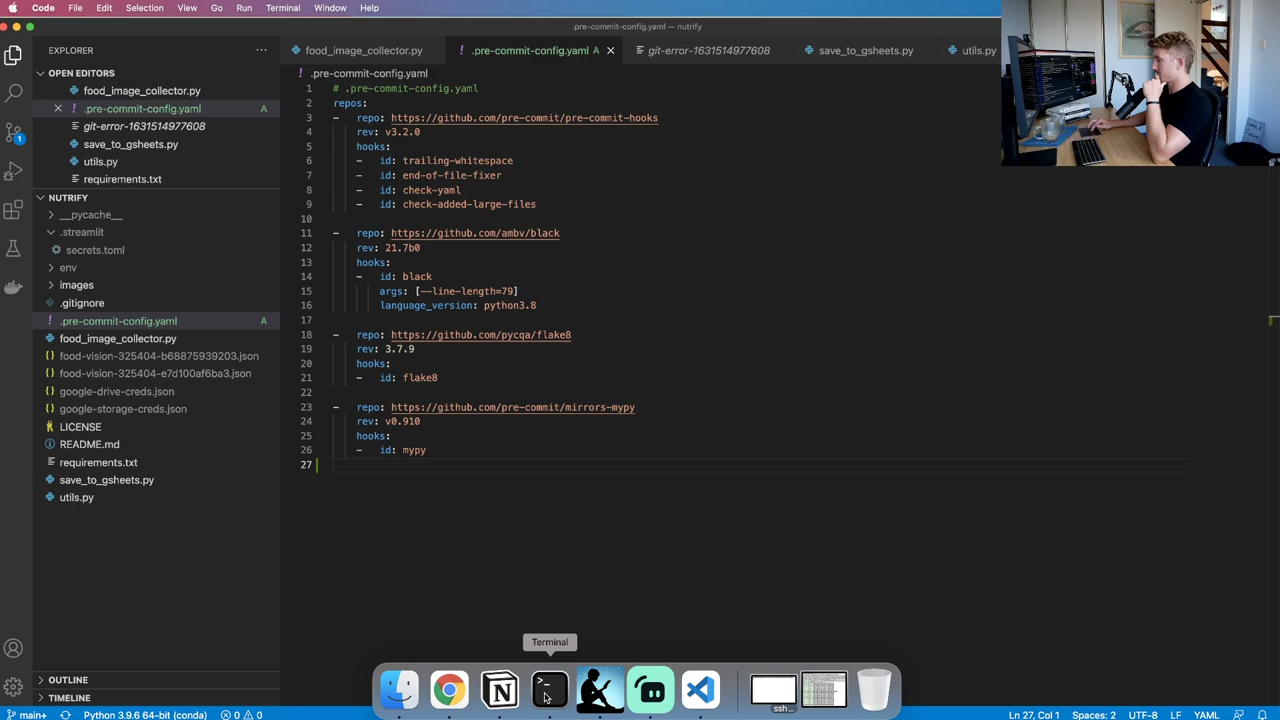 Code File Edit Selection View Go Run Terminal Window Help
.pre-commit-config.yaml — nutrify
EXPLORER
food_image_collector.py
.pre-commit-config.yaml A
git-error-1631514977608
save_to_gsheets.py
utils.py
OPEN EDITORS
food_image_collector.py
.pre-commit-config.yaml A
git-error-1631514977608
save_to_gsheets.py
utils.py
requirements.txt
NUTRIFY
__pycache__
.streamlit
secrets.toml
env
images
.gitignore
.pre-commit-config.yaml A
food_image_collector.py
food-vision-325404-b68875939203.json
food-vision-325404-e7d100af6ba3.json
google-drive-creds.json
google-storage-creds.json
LICENSE
README.md
requirements.txt
save_to_gsheets.py
utils.py
OUTLINE
TIMELINE
.pre-commit-config.yaml
1 # .pre-commit-config.yaml
2 repos:
3 - repo: https://github.com/pre-commit/pre-commit-hooks
4 rev: v3.2.0
5 hooks:
6 - id: trailing-whitespace
7 - id: end-of-file-fixer
8 - id: check-yaml
9 - id: check-added-large-files
10
11 - repo: https://github.com/ambv/black
12 rev: 21.7b0
13 hooks:
14 - id: black
15 args: [--line-length=79]
16 language_version: python3.8
17
18 - repo: https://github.com/pycqa/flake8
19 rev: 3.7.9
20 hooks:
21 - id: flake8
22
23 - repo: https://github.com/pre-commit/mirrors-mypy
24 rev: v0.910
25 hooks:
26 - id: mypy
27
Terminal
ssh
1
main+ Python 3.9.6 64-bit (conda) 0 0 Ln 27, Col 1 Spaces: 2 UTF-8 LF YAML